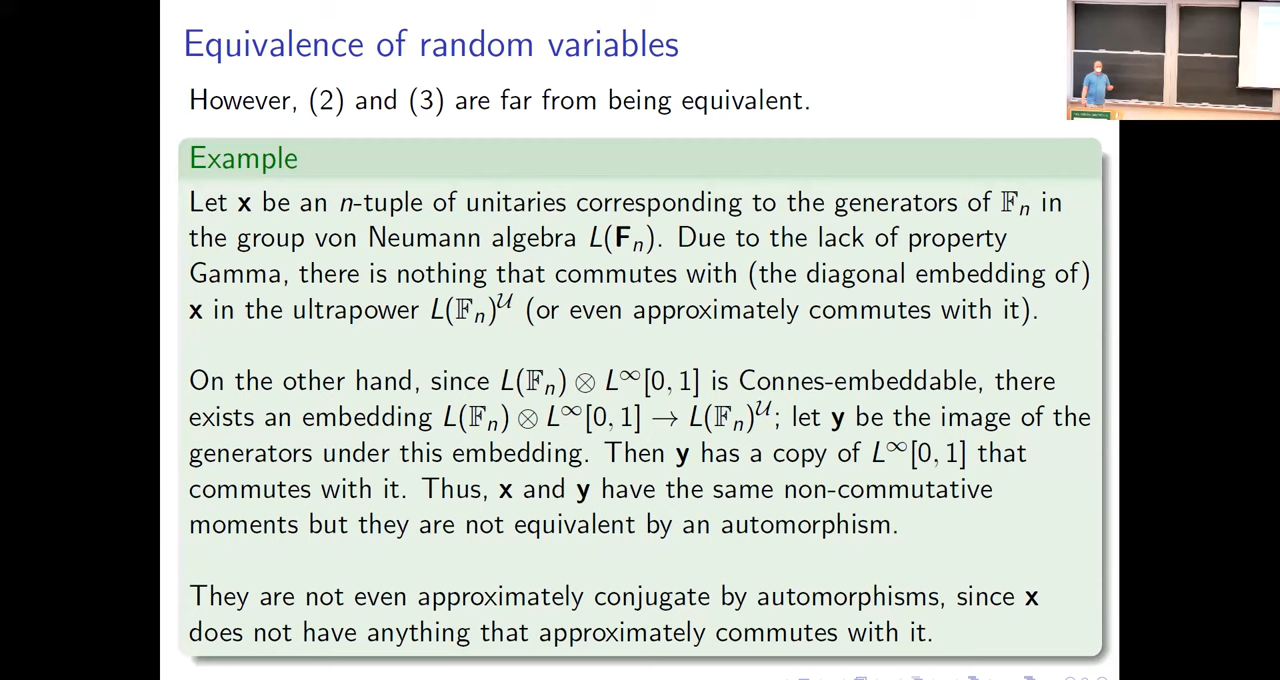 Equivalence of random variables
However, (2) and (3) are far from being equivalent.
Example
Let x be an n-tuple of unitaries corresponding to the generators of 𝔽ₙ in
the group von Neumann algebra L(Fₙ). Due to the lack of property
Gamma, there is nothing that commutes with (the diagonal embedding of)
x in the ultrapower L(𝔽ₙ)^𝒰 (or even approximately commutes with it).
On the other hand, since L(𝔽ₙ) ⊗ L^∞[0, 1] is Connes-embeddable, there
exists an embedding L(𝔽ₙ) ⊗ L^∞[0, 1] → L(𝔽ₙ)^𝒰; let y be the image of the
generators under this embedding. Then y has a copy of L^∞[0, 1] that
commutes with it. Thus, x and y have the same non-commutative
moments but they are not equivalent by an automorphism.
They are not even approximately conjugate by automorphisms, since x
does not have anything that approximately commutes with it.